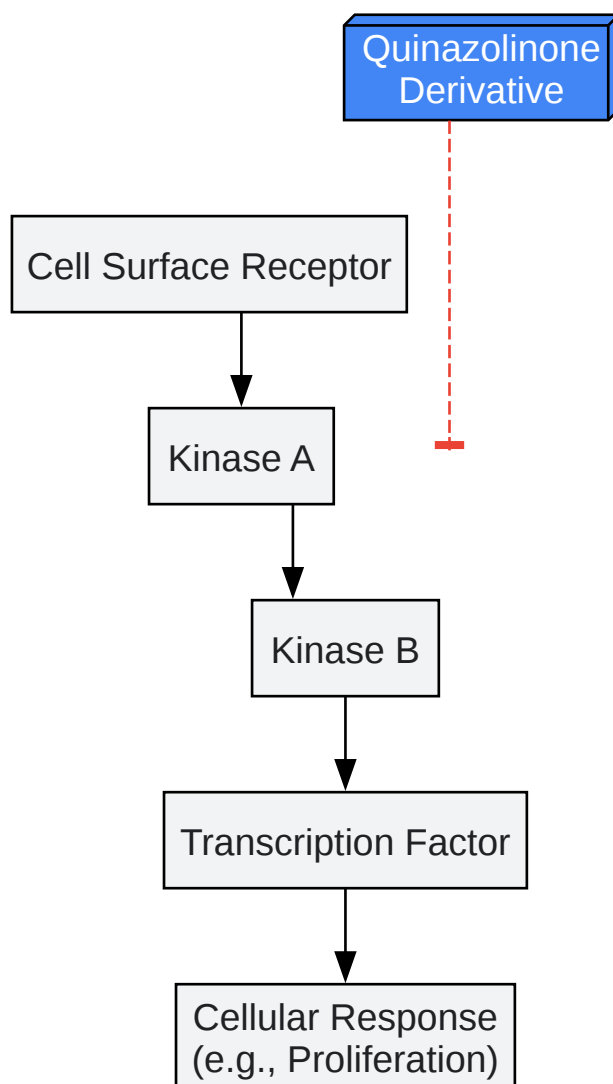 Quinazolinone
Derivative
Cell Surface Receptor
Kinase A
Kinase B
Transcription Factor
Cellular Response
(e.g., Proliferation)